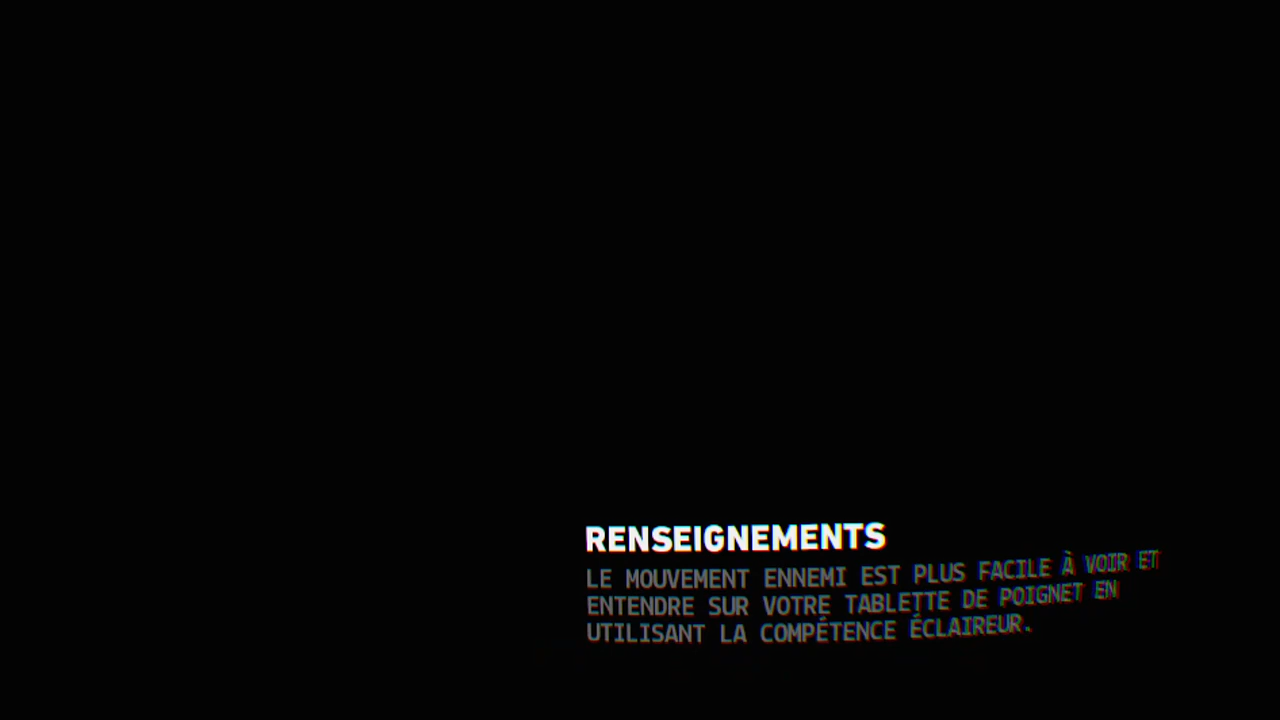 RENSEIGNEMENTS
LE MOUVEMENT ENNEMI EST PLUS FACILE À VOIR ET
ENTENDRE SUR VOTRE TABLETTE DE POIGNET EN
UTILISANT LA COMPÉTENCE ÉCLAIREUR.